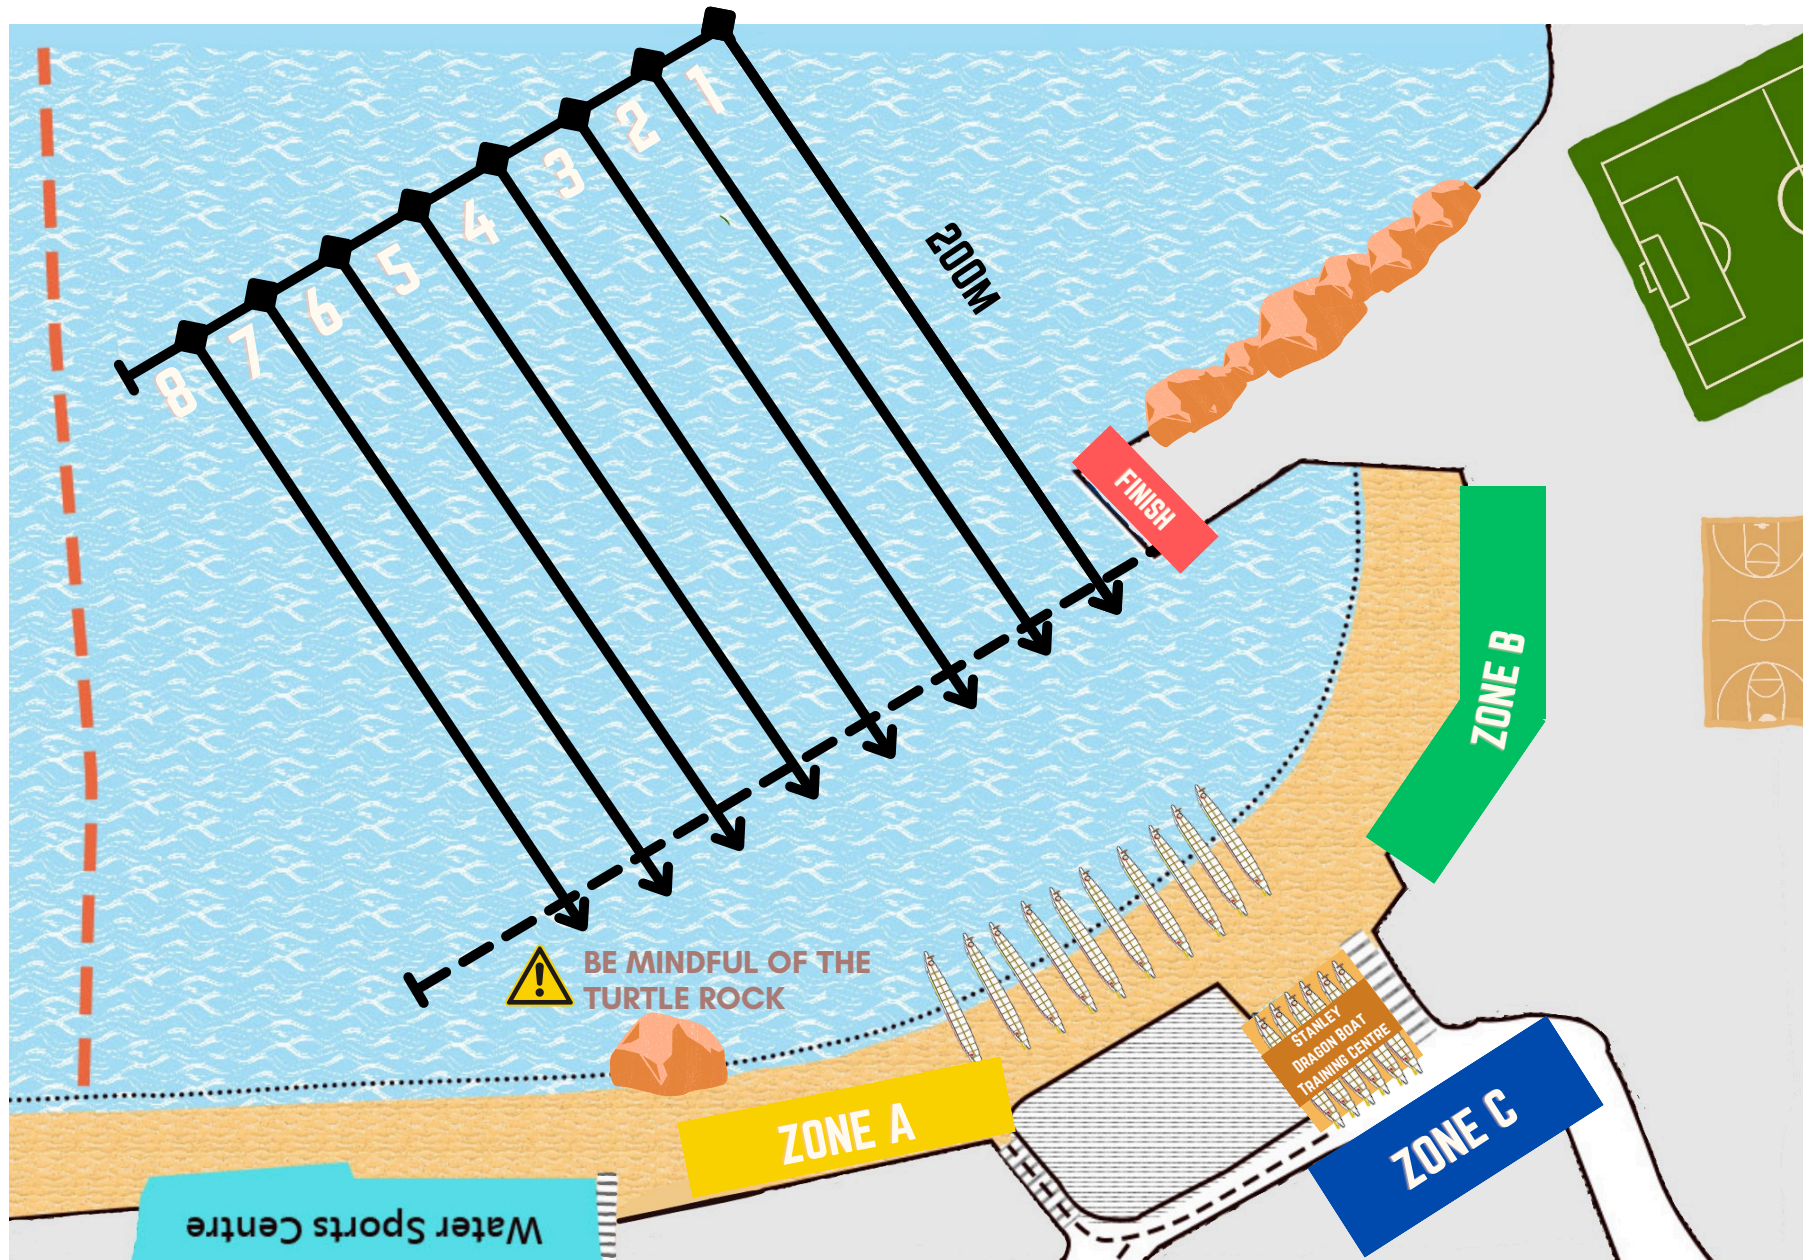 1
2
3
4
5
6
7
8
200M
FINISH
ZONE B
BE MINDFUL OF THE
TURTLE ROCK
STANLEY
DRAGON BOAT
TRAINING CENTRE
ZONE A
ZONE C
Water Sports Centre